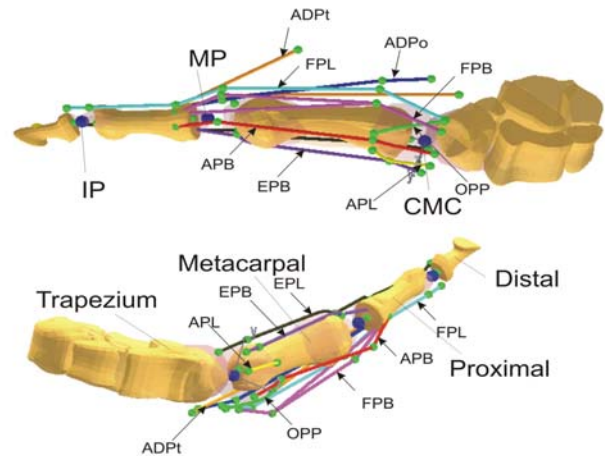 ADPt
MP
FPL
ADPo
FPB
IP
APB
EPB
APL
CMC
OPP
Metacarpal
EPL
Distal
Trapezium
EPB
APL
FPL
APB
Proximal
FPB
OPP
ADPt